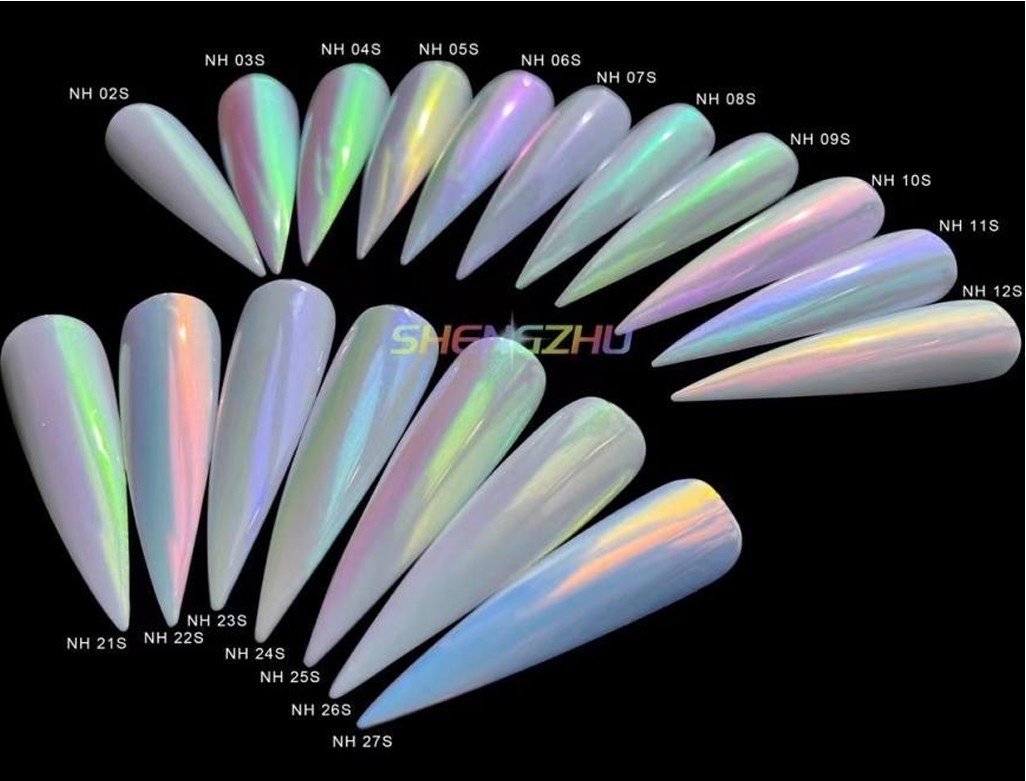 NH 02S
NH 03S
NH 04S
NH 05S
NH 06S
NH 07S
NH 08S
NH 09S
NH 10S
NH 11S
NH 12S
SHENGZHU
NH 21S
NH 22S
NH 23S
NH 24S
NH 25S
NH 26S
NH 27S